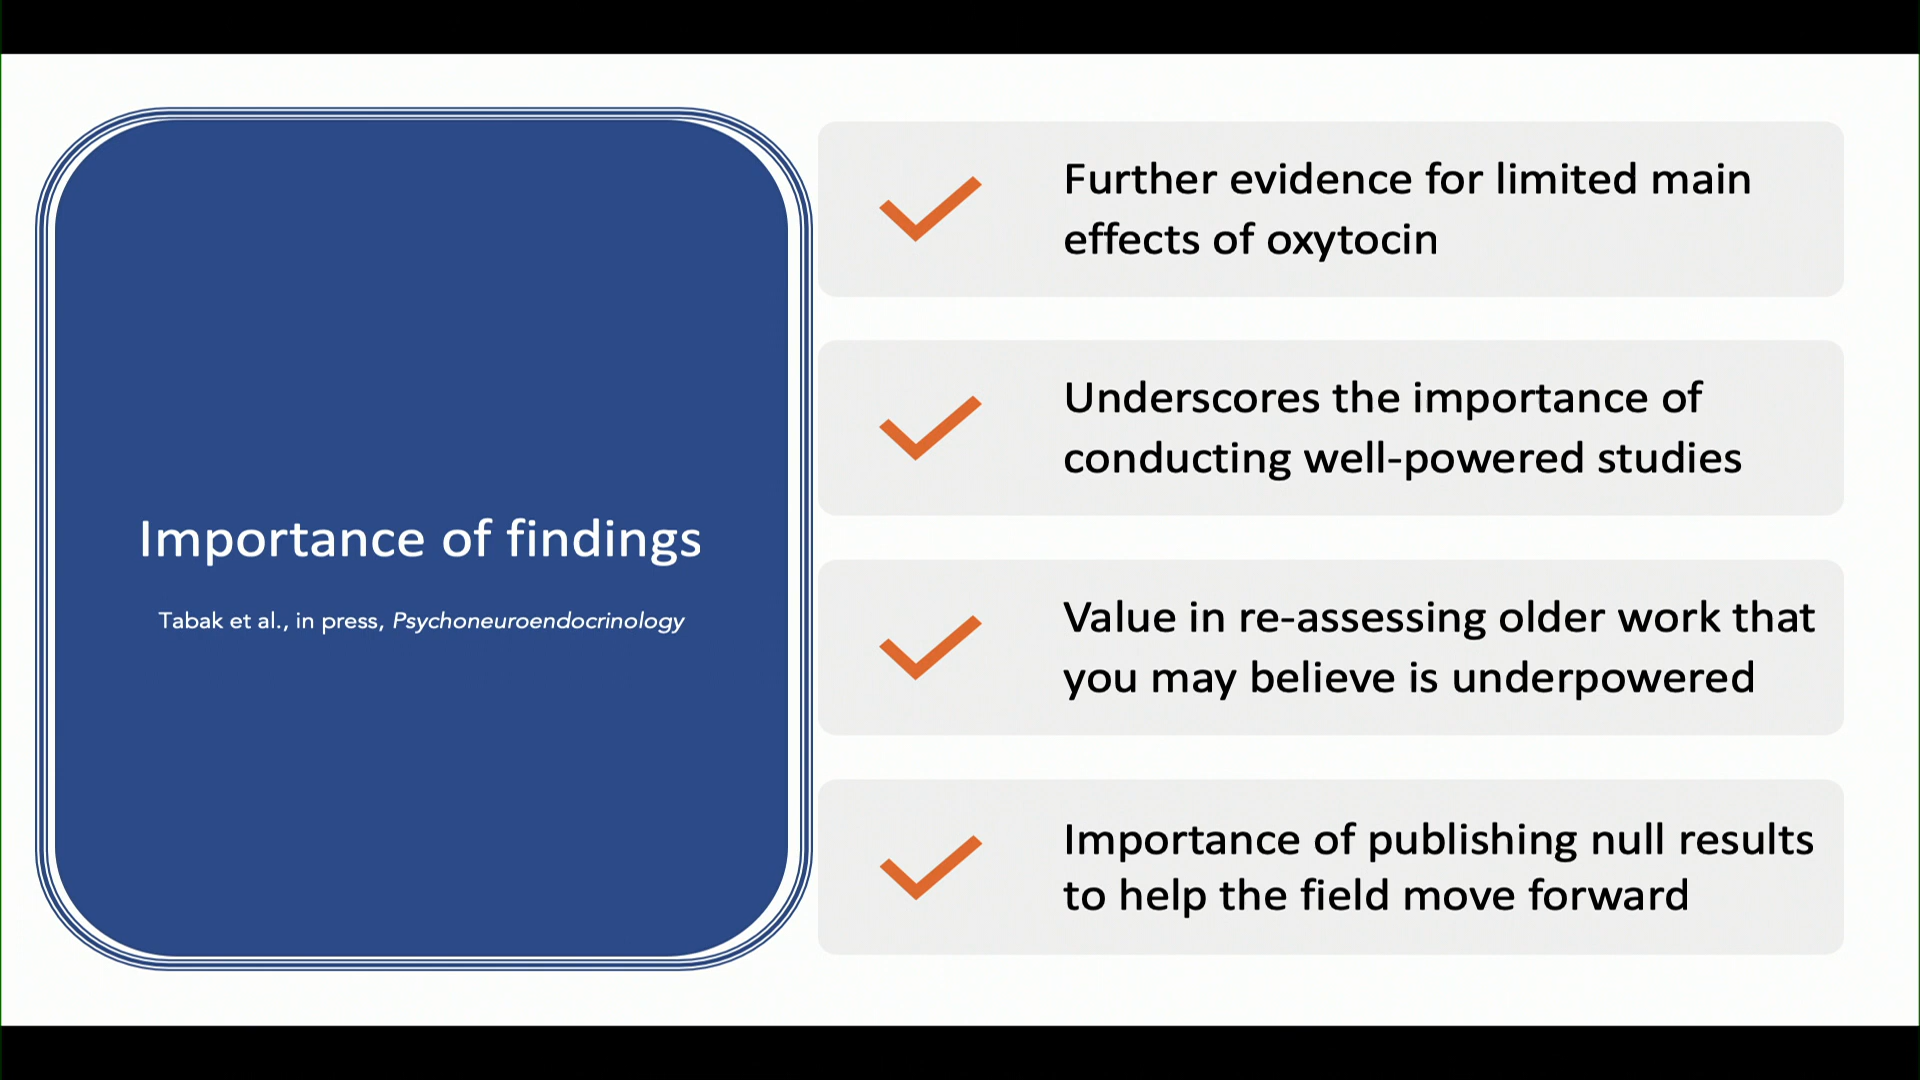 Importance of findings
Tabak et al., in press, Psychoneuroendocrinology
Further evidence for limited main
effects of oxytocin
Underscores the importance of
conducting well-powered studies
Value in re-assessing older work that
you may believe is underpowered
Importance of publishing null results
to help the field move forward